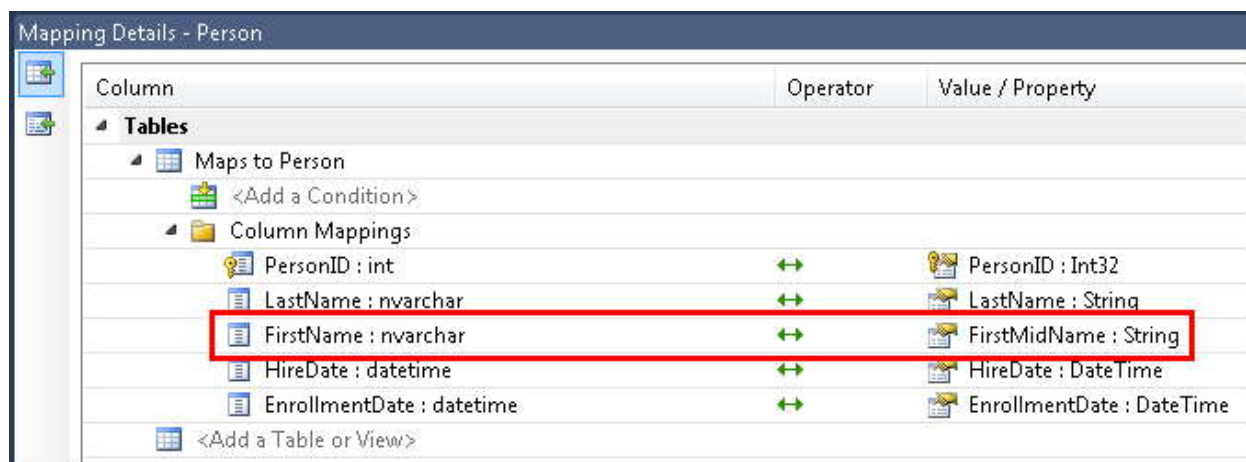 Mapping Details - Person
Column Operator Value / Property
Tables
Maps to Person
<Add a Condition>
Column Mappings
PersonID : int PersonID : Int32
LastName : nvarchar LastName : String
FirstName : nvarchar FirstMidName : String
HireDate : datetime HireDate : DateTime
EnrollmentDate : datetime EnrollmentDate : DateTime
<Add a Table or View>